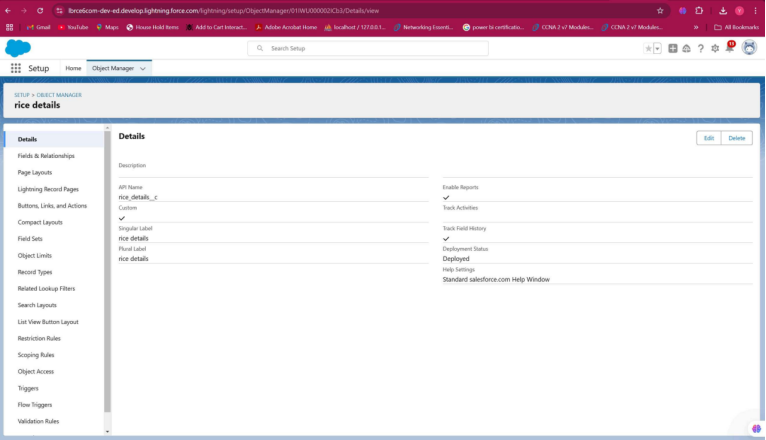 lbrce6com-dev-ed.develop.lightning.force.com/lightning/setup/ObjectManager/01IWU000002ICb3/Details/view
Gmail YouTube Maps House Hold Items Add to Cart Interact... Adobe Acrobat Home localhost / 127.0.0.1... Networking Essenti... power bi certificatio... CCNA 2 v7 Modules... CCNA 2 v7 Modules... » All Bookmarks
Search Setup
Setup Home Object Manager
SETUP > OBJECT MANAGER
rice details
Details
Fields & Relationships
Page Layouts
Lightning Record Pages
Buttons, Links, and Actions
Compact Layouts
Field Sets
Object Limits
Record Types
Related Lookup Filters
Search Layouts
List View Button Layout
Restriction Rules
Scoping Rules
Object Access
Triggers
Flow Triggers
Validation Rules
Details
Edit Delete
Description
API Name
rice_details__c
Custom
Singular Label
rice details
Plural Label
rice details
Enable Reports
Track Activities
Track Field History
Deployment Status
Deployed
Help Settings
Standard salesforce.com Help Window